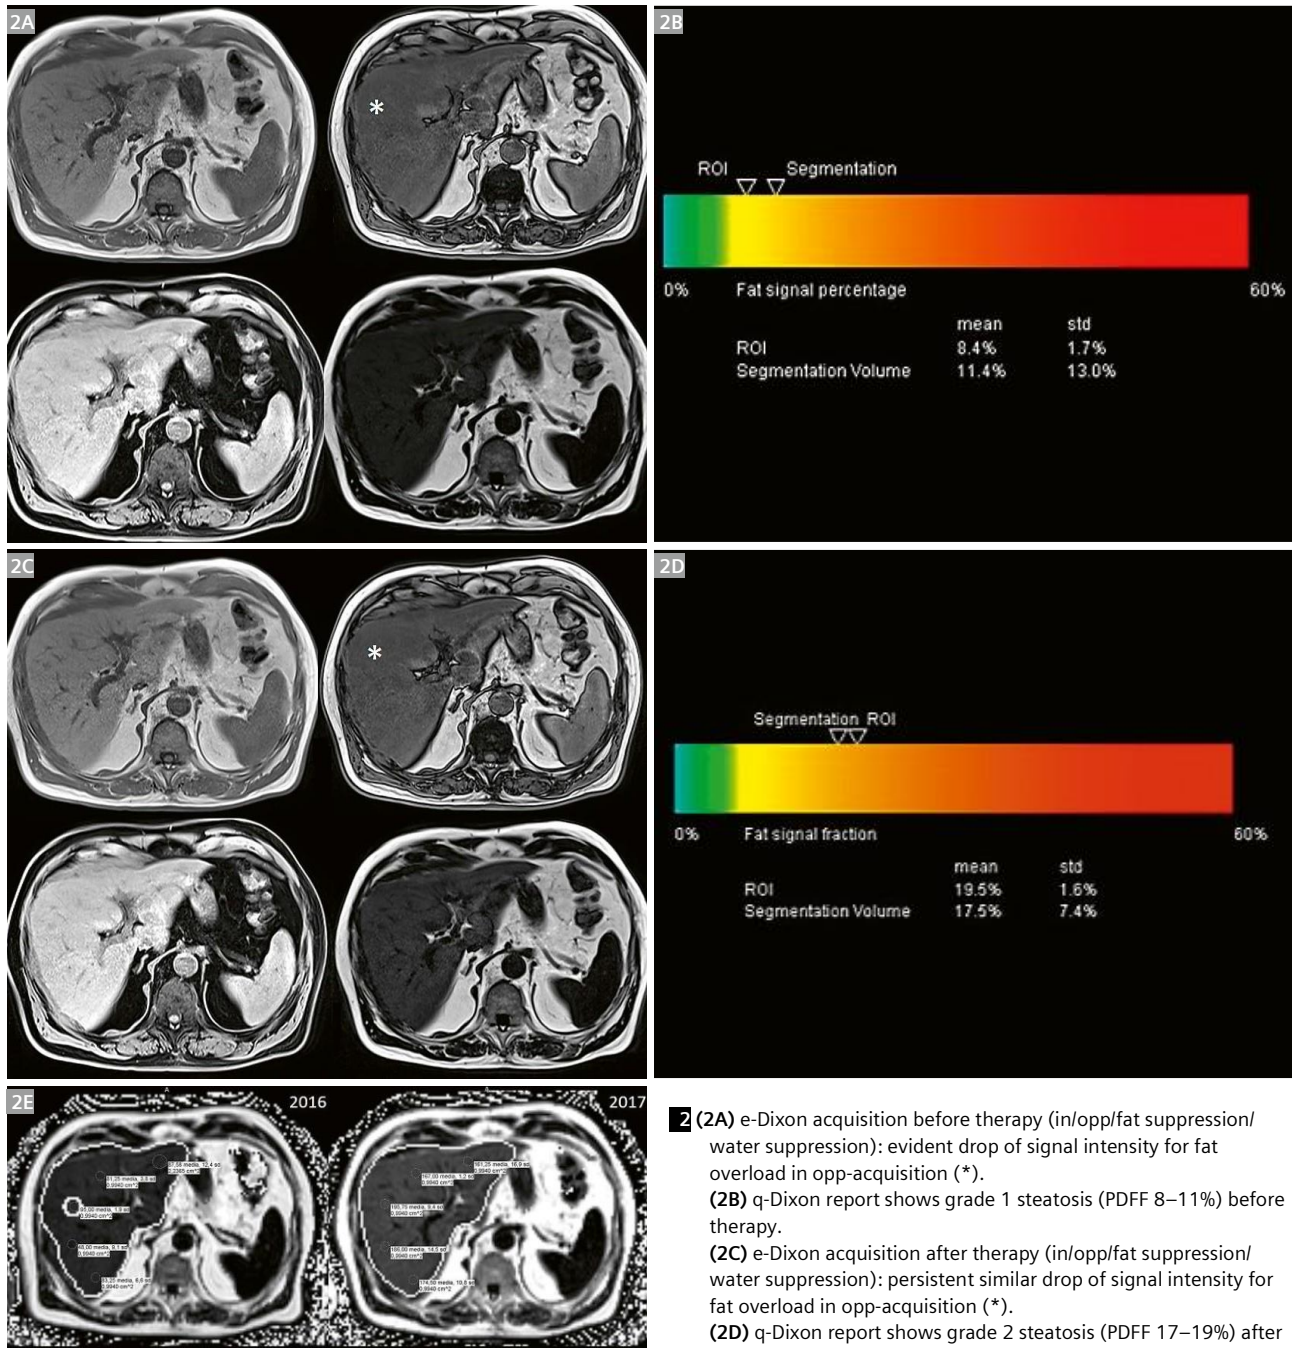 2A
2B
ROI Segmentation
0% Fat signal percentage 60%
mean std
ROI 8.4% 1.7%
Segmentation Volume 11.4% 13.0%
2C
2D
Segmentation ROI
0% Fat signal fraction 60%
mean std
ROI 19.5% 1.6%
Segmentation Volume 17.5% 7.4%
2E
2016
2017
2 (2A) e-Dixon acquisition before therapy (in/opp/fat suppression/
water suppression): evident drop of signal intensity for fat
overload in opp-acquisition (*).
(2B) q-Dixon report shows grade 1 steatosis (PDFF 8–11%) before
therapy.
(2C) e-Dixon acquisition after therapy (in/opp/fat suppression/
water suppression): persistent similar drop of signal intensity for
fat overload in opp-acquisition (*).
(2D) q-Dixon report shows grade 2 steatosis (PDFF 17–19%) after